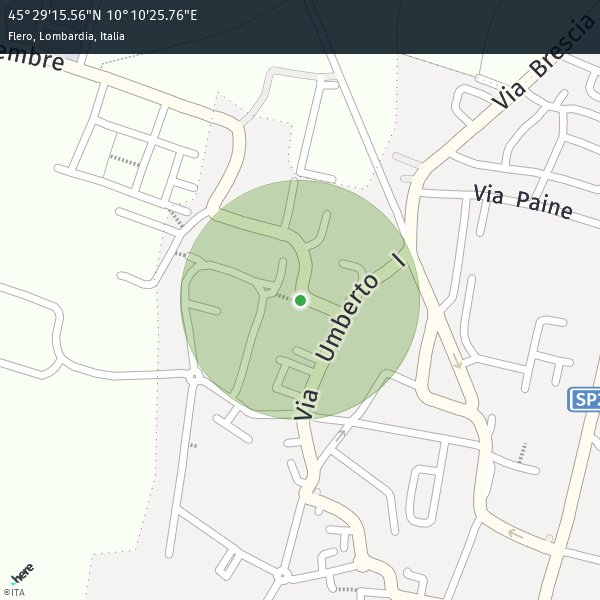 45°29'15.56"N 10°10'25.76"E
Flero, Lombardia, Italia
embre
Via Brescia
Via Paine
Via Umberto I
SP2
here
©ITA